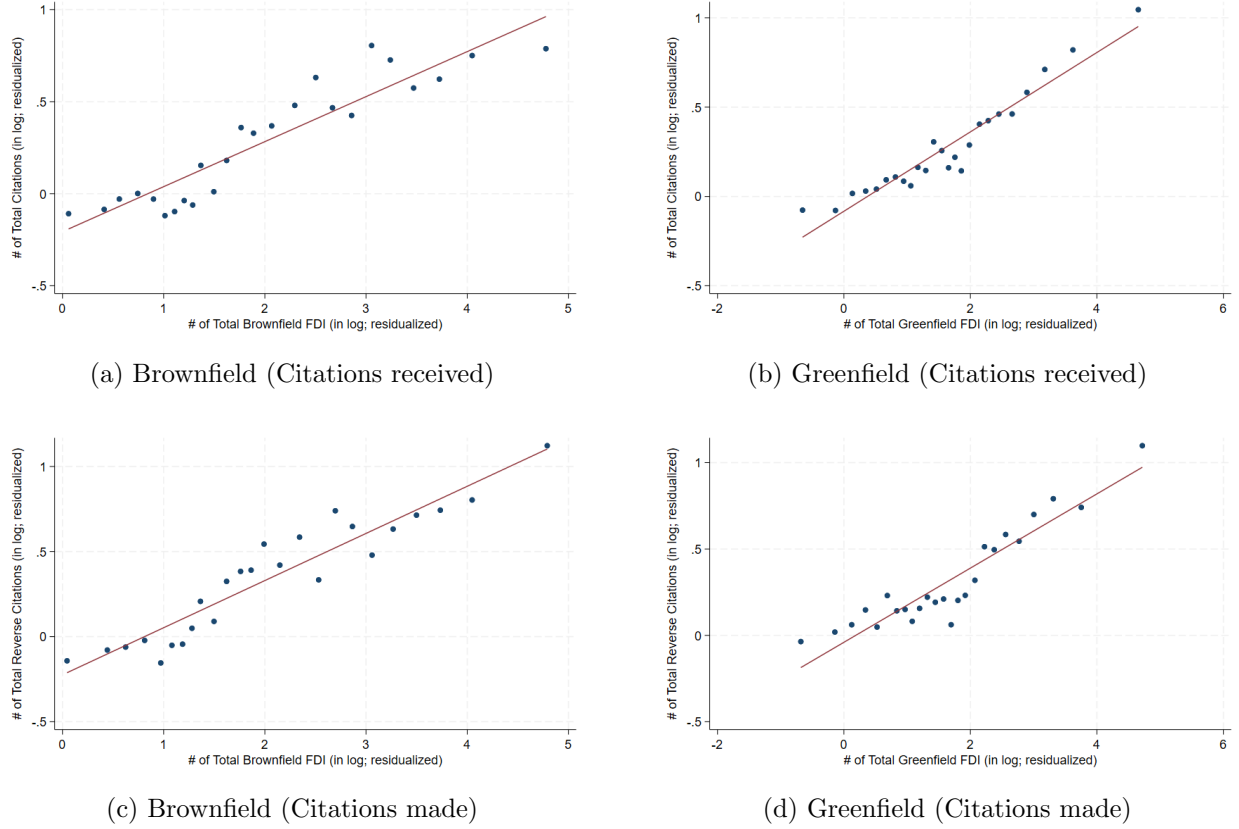 1
.5
0
-.5
# of Total Citations (in log; residualized)
0 1 2 3 4 5
# of Total Brownfield FDI (in log; residualized)
(a) Brownfield (Citations received)
1
.5
0
-.5
# of Total Citations (in log; residualized)
-2 0 2 4 6
# of Total Greenfield FDI (in log; residualized)
(b) Greenfield (Citations received)
1
.5
0
-.5
# of Total Reverse Citations (in log; residualized)
0 1 2 3 4 5
# of Total Brownfield FDI (in log; residualized)
(c) Brownfield (Citations made)
1
.5
0
-.5
# of Total Reverse Citations (in log; residualized)
-2 0 2 4 6
# of Total Greenfield FDI (in log; residualized)
(d) Greenfield (Citations made)